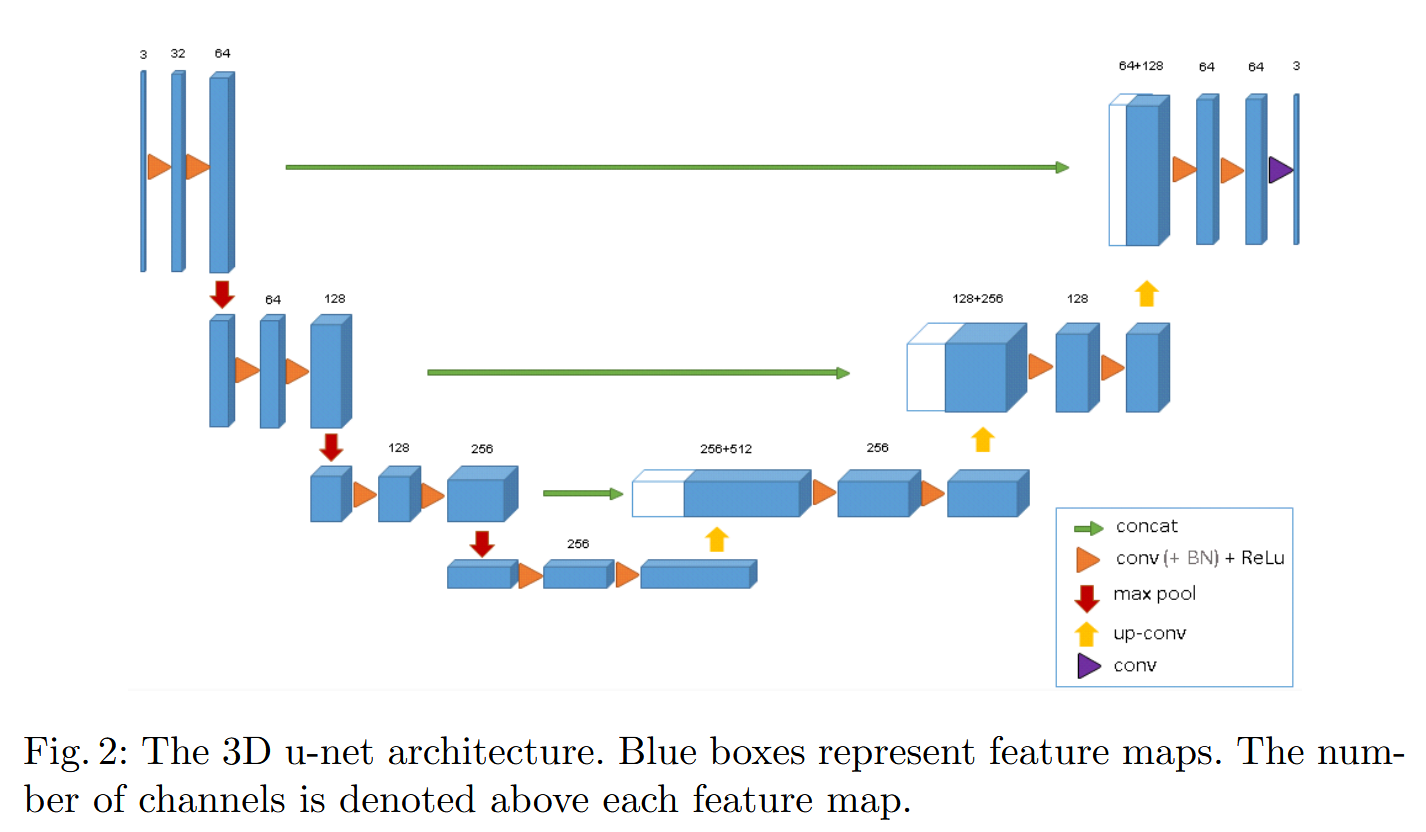 3 32 64
64+128 64 64 3
64 128
128+256 128
128 256
256+512 256
256
concat
conv (+ BN) + ReLu
max pool
up-conv
conv
Fig. 2: The 3D u-net architecture. Blue boxes represent feature maps. The num-
ber of channels is denoted above each feature map.